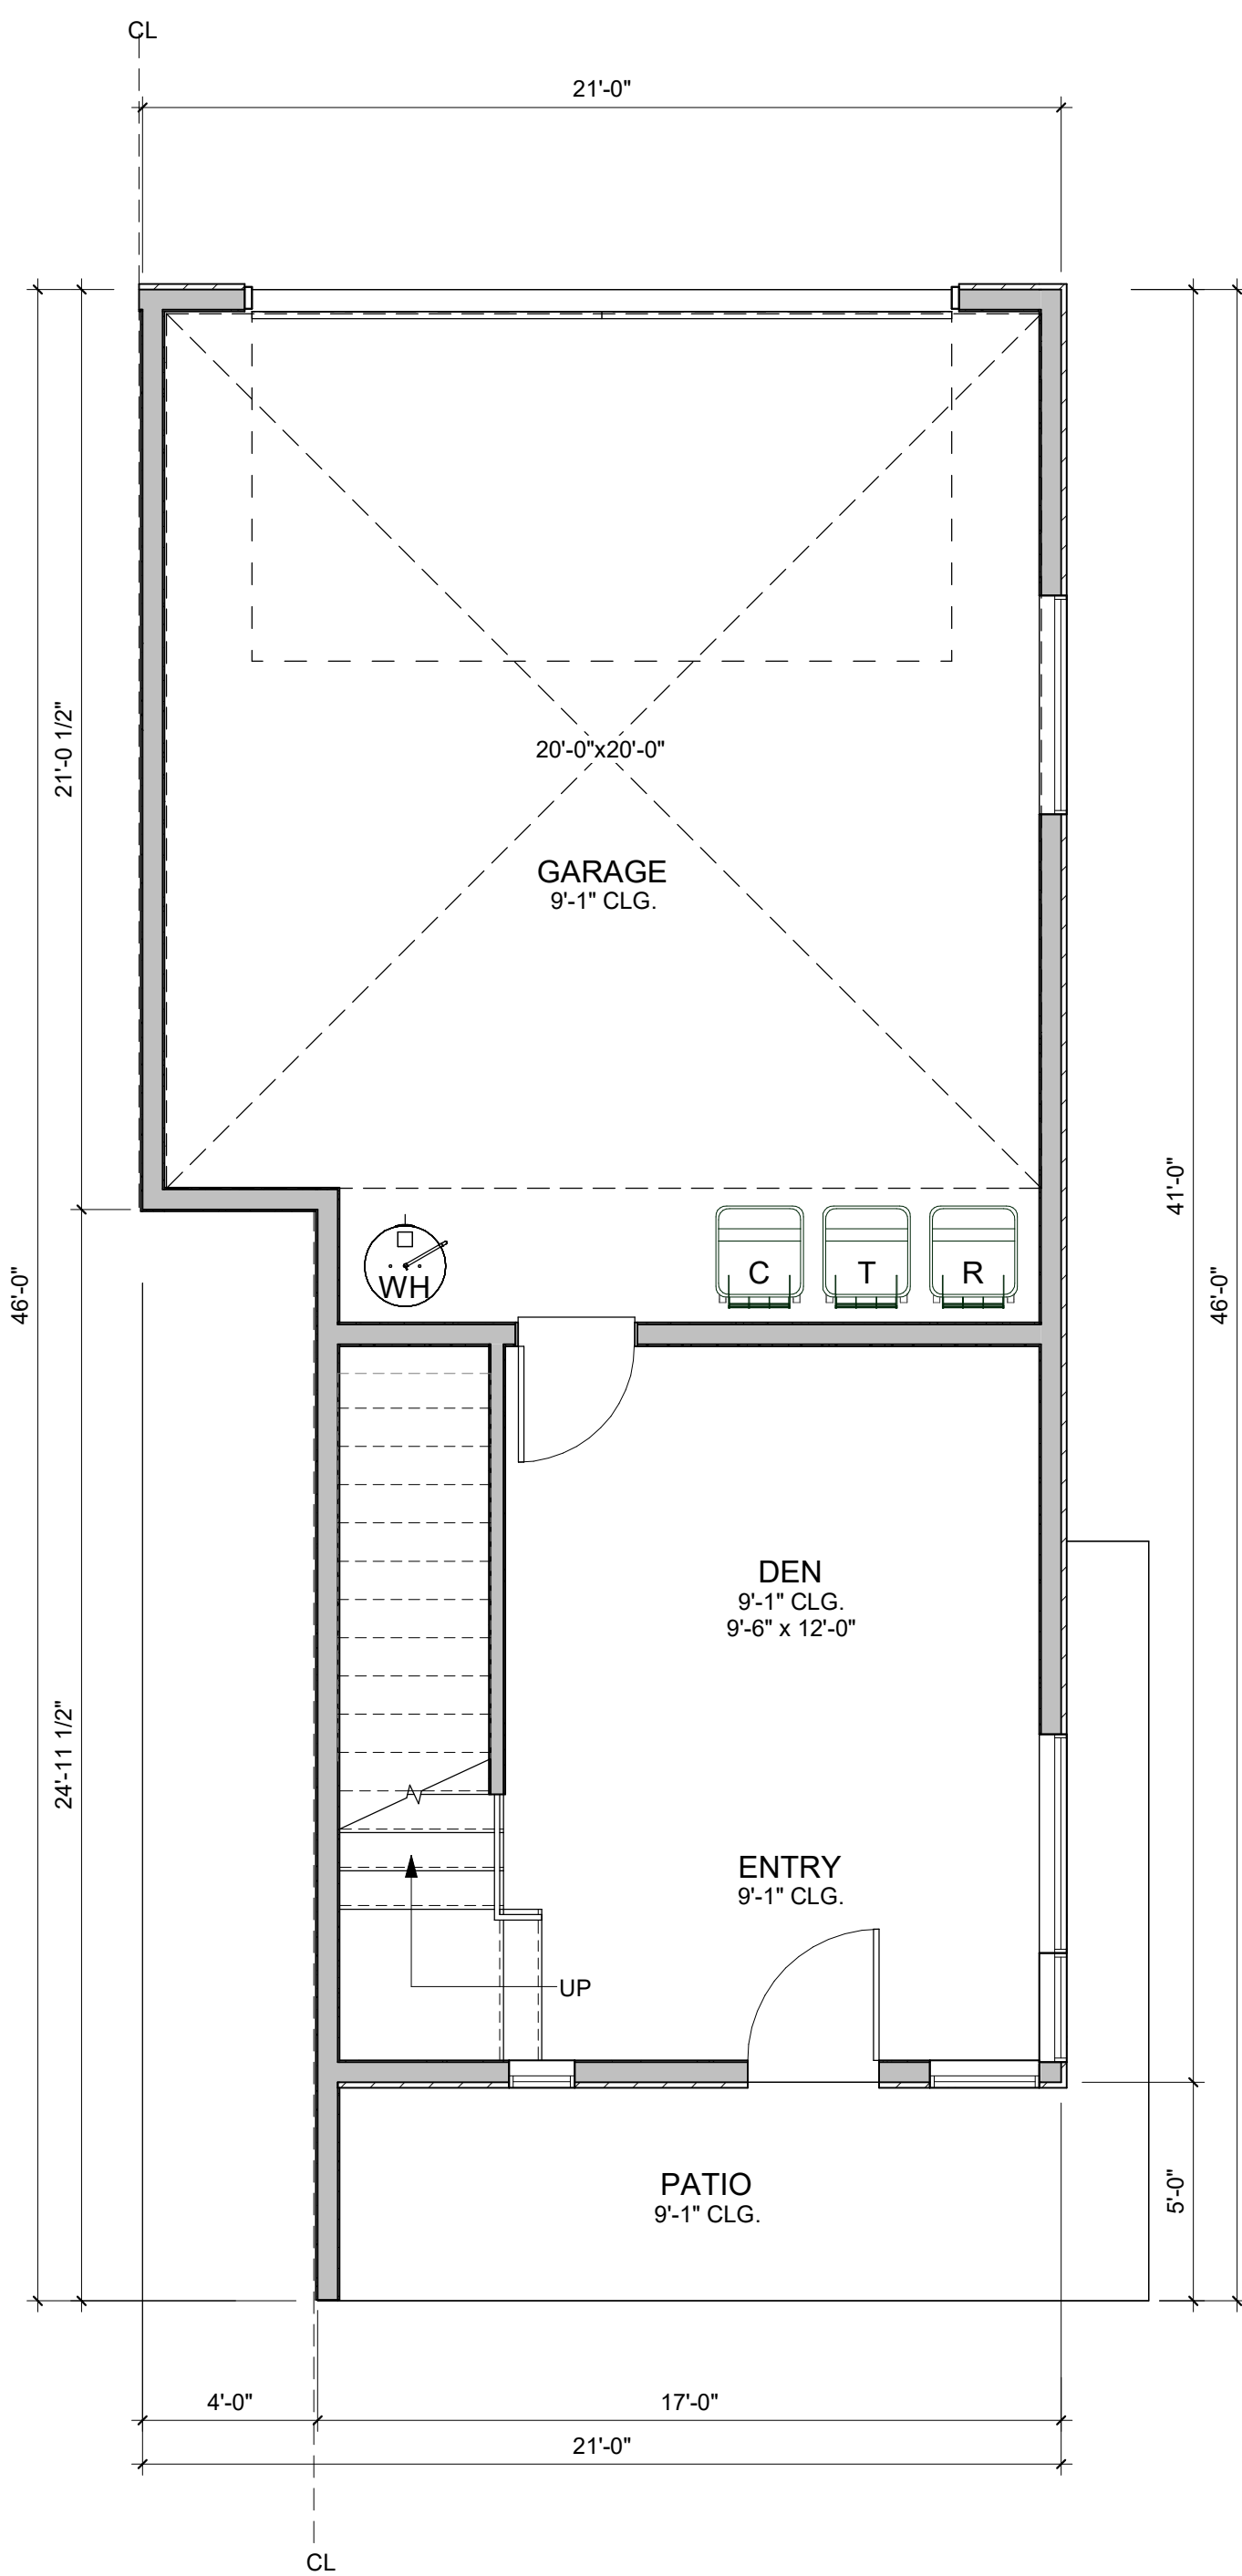 CL
21'-0"
21'-0 1/2"
20'-0"x20'-0"
GARAGE
9'-1" CLG.
41'-0"
46'-0"
46'-0"
WH
C
T
R
DEN
9'-1" CLG.
9'-6" x 12'-0"
24'-11 1/2"
ENTRY
9'-1" CLG.
UP
PATIO
9'-1" CLG.
5'-0"
4'-0"
17'-0"
21'-0"
CL